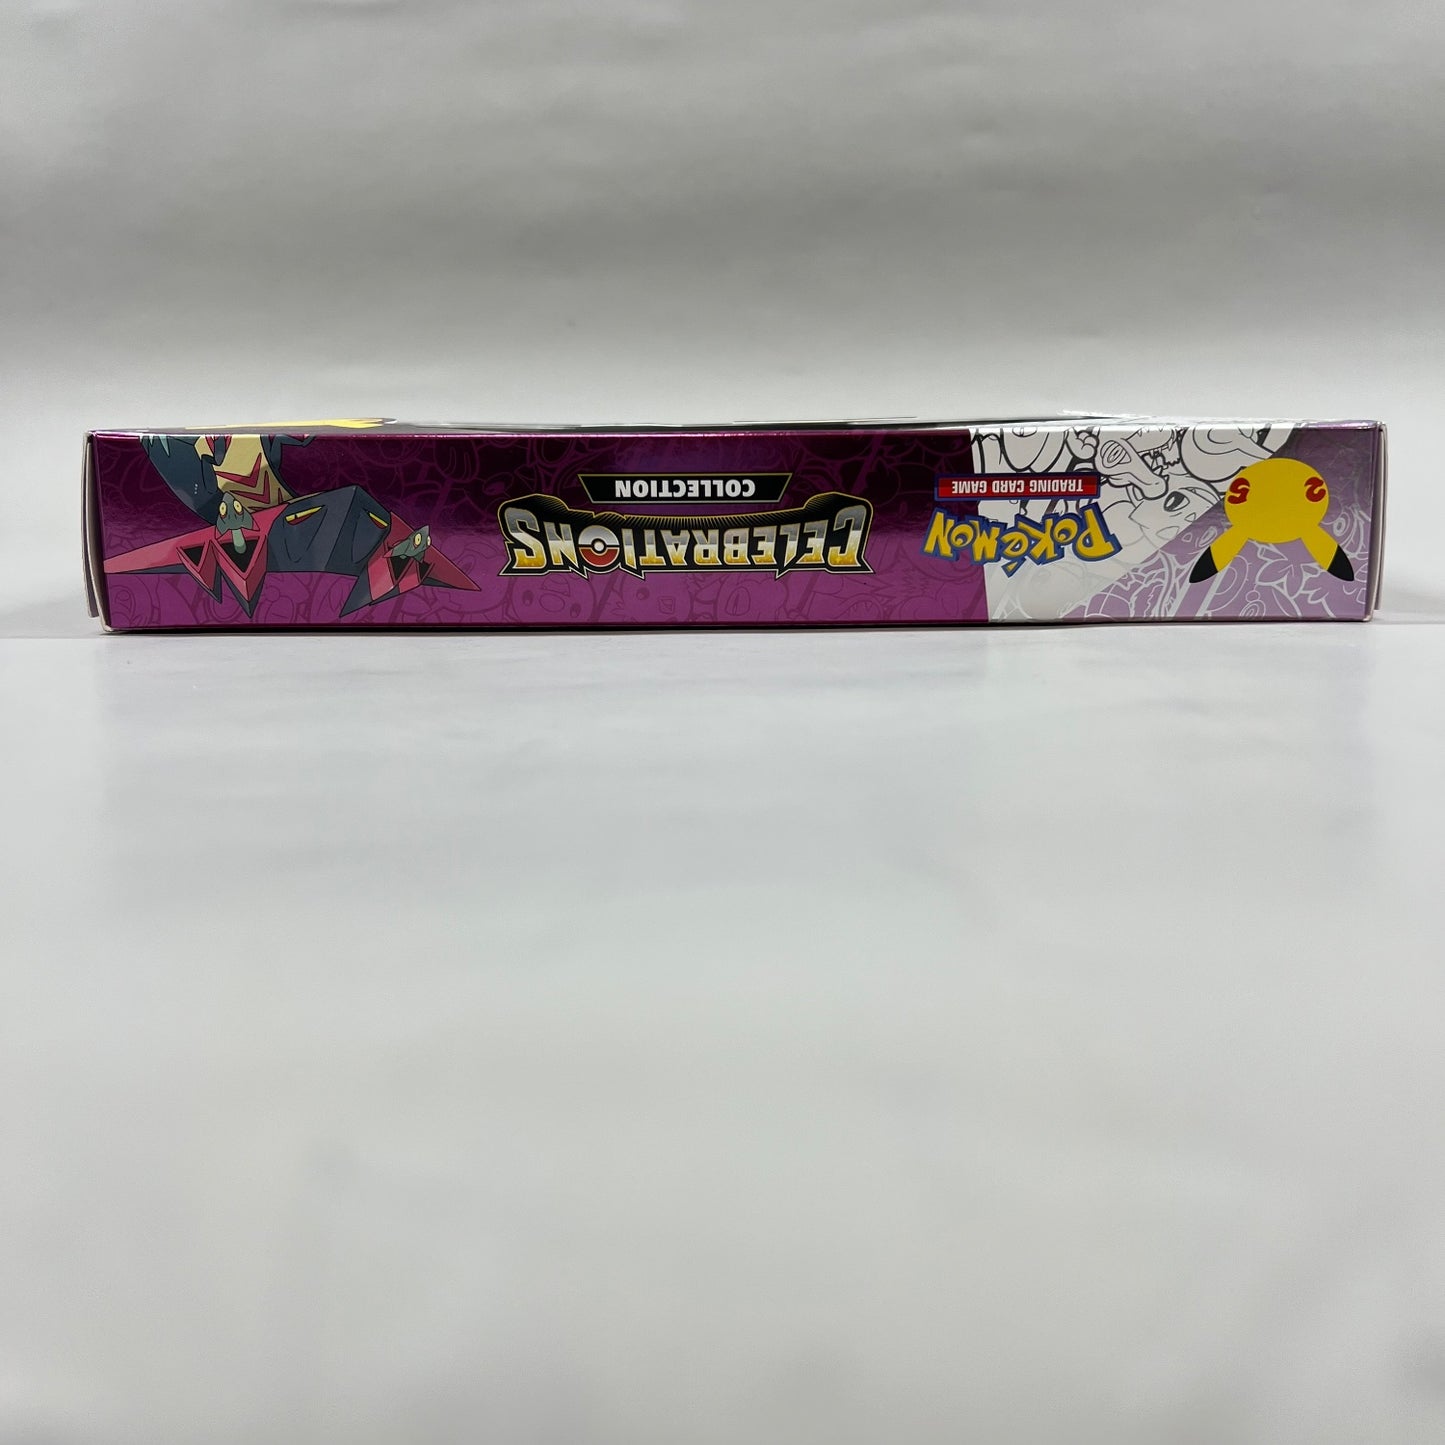 25
Pokémon
TRADING CARD GAME
CELEBRATIONS
COLLECTION